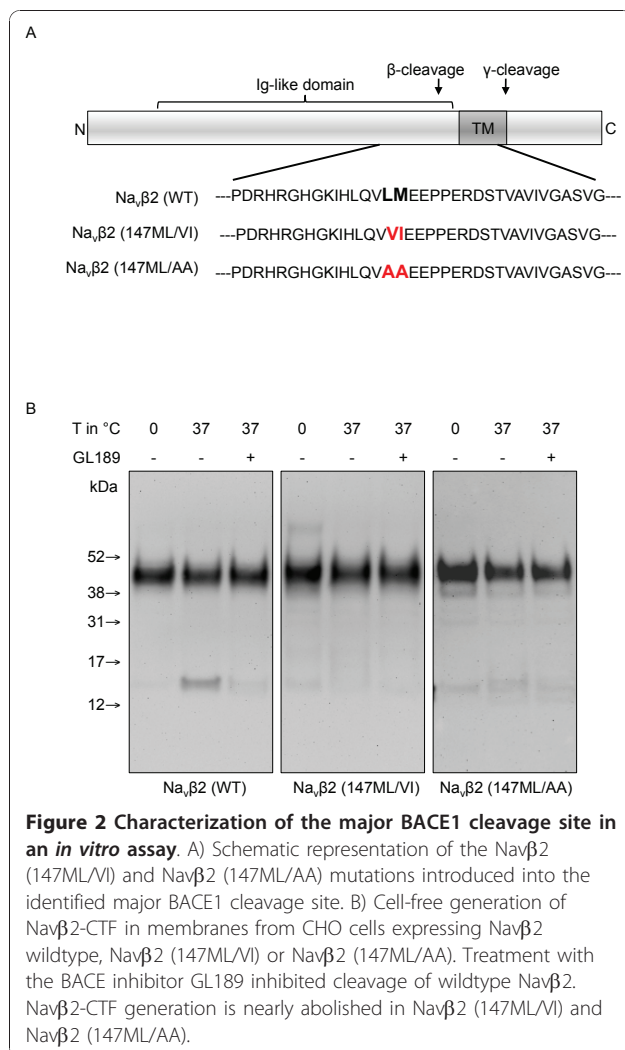 A
β-cleavage γ-cleavage
Ig-like domain
N TM C
Navβ2 (WT) ---PDRHRGHGKIHLQVLMEEPPERDSTVAVIVGASVG---
Navβ2 (147ML/VI) ---PDRHRGHGKIHLQVVIEEPPERDSTVAVIVGASVG---
Navβ2 (147ML/AA) ---PDRHRGHGKIHLQVAAEEPPERDSTVAVIVGASVG---
B
T in °C 0 37 37 0 37 37 0 37 37
GL189 - - + - - + - - +
kDa
52→
38→
31→
17→
12→
Navβ2 (WT) Navβ2 (147ML/VI) Navβ2 (147ML/AA)
Figure 2 Characterization of the major BACE1 cleavage site in
an in vitro assay. A) Schematic representation of the Navβ2
(147ML/VI) and Navβ2 (147ML/AA) mutations introduced into the
identified major BACE1 cleavage site. B) Cell-free generation of
Navβ2-CTF in membranes from CHO cells expressing Navβ2
wildtype, Navβ2 (147ML/VI) or Navβ2 (147ML/AA). Treatment with
the BACE inhibitor GL189 inhibited cleavage of wildtype Navβ2.
Navβ2-CTF generation is nearly abolished in Navβ2 (147ML/VI) and
Navβ2 (147ML/AA).